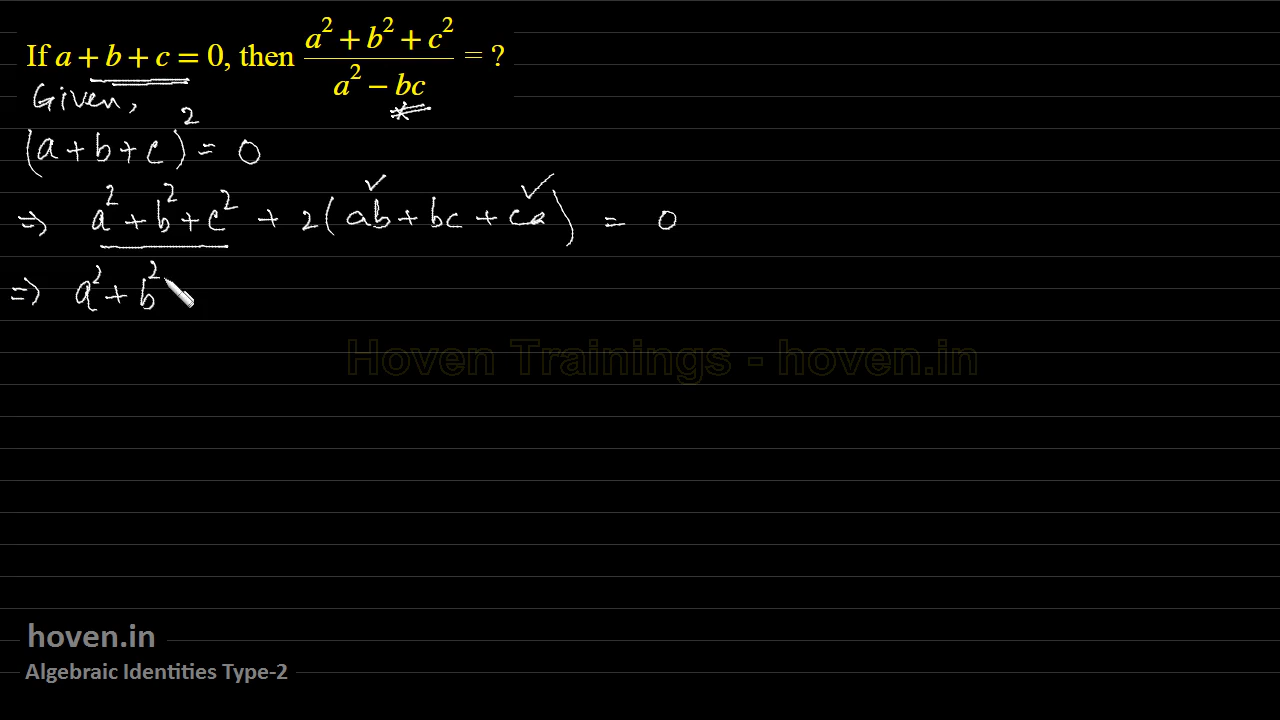 If a + b + c = 0, then (a² + b² + c²)/(a² − bc) = ?
Given,
(a + b + c)² = 0
⇒ a² + b² + c² + 2(ab + bc + ca) = 0
⇒ a² + b²
Hoven Trainings - hoven.in
hoven.in
Algebraic Identities Type-2